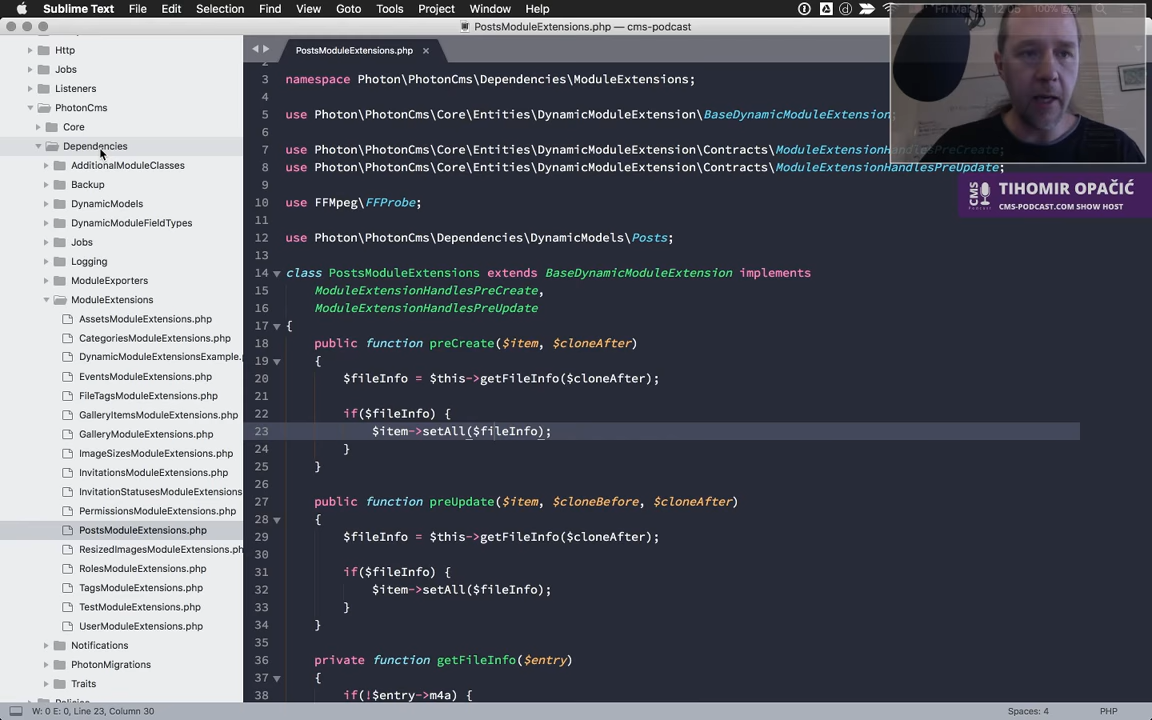 Sublime Text File Edit Selection Find View Goto Tools Project Window Help
PostsModuleExtensions.php — cms-podcast
Http
Jobs
Listeners
PhotonCms
Core
Dependencies
AdditionalModuleClasses
Backup
DynamicModels
DynamicModuleFieldTypes
Jobs
Logging
ModuleExporters
ModuleExtensions
AssetsModuleExtensions.php
CategoriesModuleExtensions.php
DynamicModuleExtensionsExample.p
EventsModuleExtensions.php
FileTagsModuleExtensions.php
GalleryItemsModuleExtensions.php
GalleryModuleExtensions.php
ImageSizesModuleExtensions.php
InvitationsModuleExtensions.php
InvitationStatusesModuleExtensions
PermissionsModuleExtensions.php
PostsModuleExtensions.php
ResizedImagesModuleExtensions.ph
RolesModuleExtensions.php
TagsModuleExtensions.php
TestModuleExtensions.php
UserModuleExtensions.php
Notifications
PhotonMigrations
Traits
PostsModuleExtensions.php ×
2
3 namespace Photon\PhotonCms\Dependencies\ModuleExtensions;
4
5 use Photon\PhotonCms\Core\Entities\DynamicModuleExtension\BaseDynamicModuleExtension
6
7 use Photon\PhotonCms\Core\Entities\DynamicModuleExtension\Contracts\ModuleExtensionHandlesPreCreate;
8 use Photon\PhotonCms\Core\Entities\DynamicModuleExtension\Contracts\ModuleExtensionHandlesPreUpdate;
9
10 use FFMpeg\FFProbe;
11
12 use Photon\PhotonCms\Dependencies\DynamicModels\Posts;
13
14 class PostsModuleExtensions extends BaseDynamicModuleExtension implements
15 ModuleExtensionHandlesPreCreate,
16 ModuleExtensionHandlesPreUpdate
17 {
18 public function preCreate($item, $cloneAfter)
19 {
20 $fileInfo = $this->getFileInfo($cloneAfter);
21
22 if($fileInfo) {
23 $item->setAll($fileInfo);
24 }
25 }
26
27 public function preUpdate($item, $cloneBefore, $cloneAfter)
28 {
29 $fileInfo = $this->getFileInfo($cloneAfter);
30
31 if($fileInfo) {
32 $item->setAll($fileInfo);
33 }
34 }
35
36 private function getFileInfo($entry)
37 {
38 if(!$entry->m4a) {
CMS
TIHOMIR OPAČIĆ
CMS-PODCAST.COM SHOW HOST
W: 0 E: 0, Line 23, Column 30
Spaces: 4
PHP